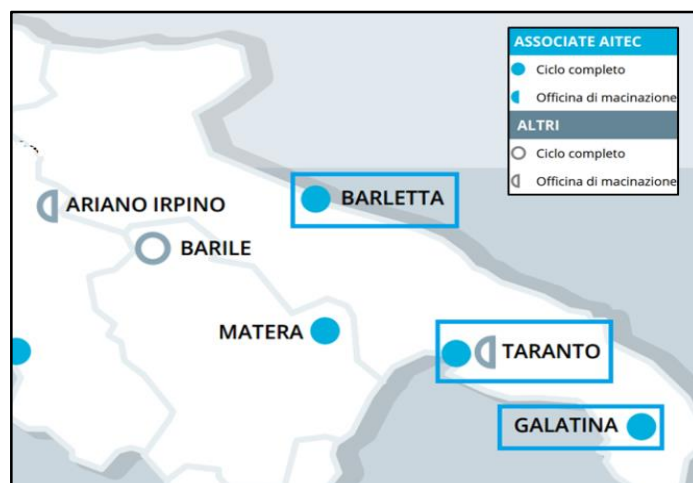 ASSOCIATE AITEC
Ciclo completo
Officina di macinazione
ALTRI
Ciclo completo
Officina di macinazione
BARLETTA
ARIANO IRPINO
BARILE
MATERA
TARANTO
GALATINA